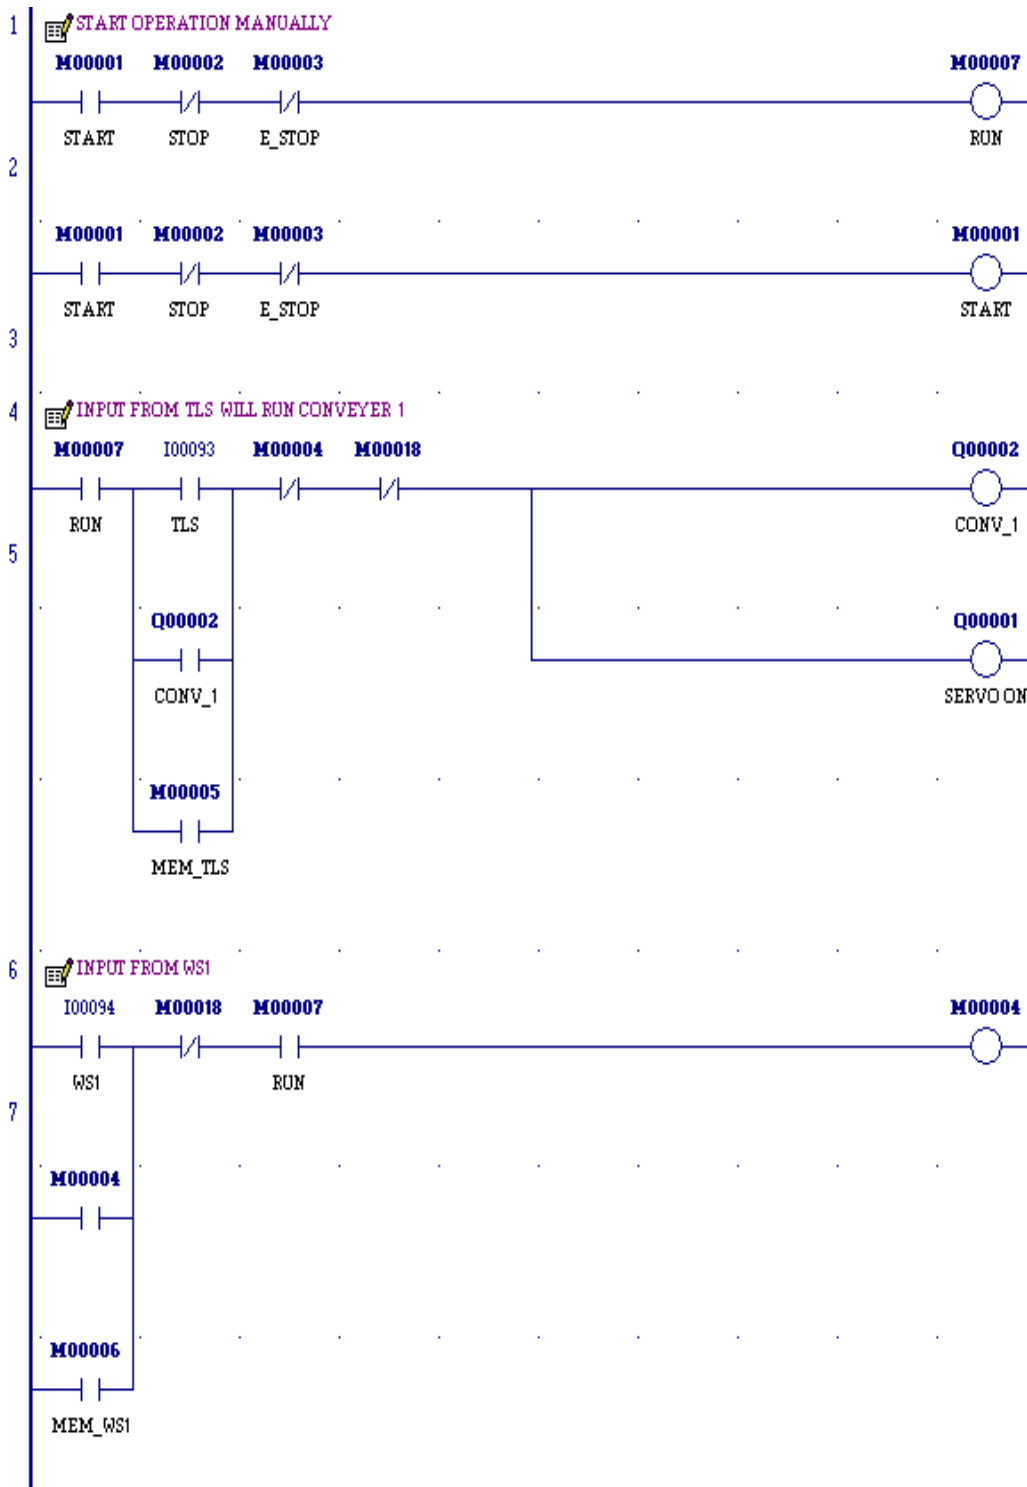 1 START OPERATION MANUALLY
M00001 M00002 M00003 M00007
START STOP E_STOP RUN
2
M00001 M00002 M00003 M00001
START STOP E_STOP START
3
4 INPUT FROM TLS WILL RUN CONVEYER 1
M00007 I00093 M00004 M00018 Q00002
RUN TLS CONV_1
5
Q00002 Q00001
CONV_1 SERVO ON
M00005
MEM_TLS
6 INPUT FROM WS1
I00094 M00018 M00007 M00004
WS1 RUN
7
M00004
M00006
MEM_WS1